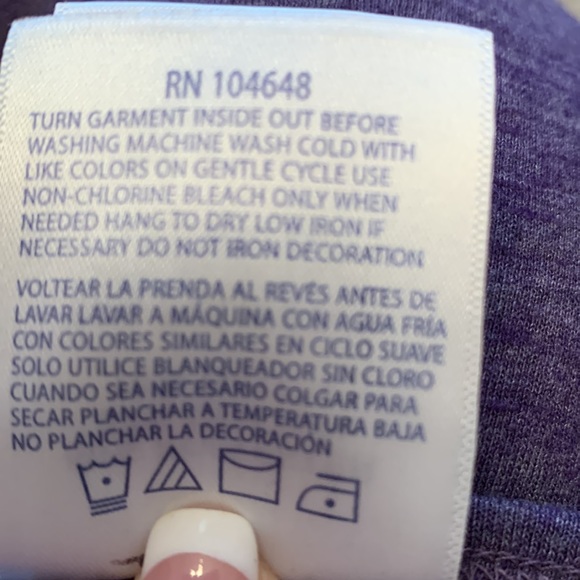 RN 104648
TURN GARMENT INSIDE OUT BEFORE
WASHING MACHINE WASH COLD WITH
LIKE COLORS ON GENTLE CYCLE USE
NON-CHLORINE BLEACH ONLY WHEN
NEEDED HANG TO DRY LOW IRON IF
NECESSARY DO NOT IRON DECORATION
VOLTEAR LA PRENDA AL REVÉS ANTES DE
LAVAR LAVAR A MÁQUINA CON AGUA FRÍA
CON COLORES SIMILARES EN CICLO SUAVE
SOLO UTILICE BLANQUEADOR SIN CLORO
CUANDO SEA NECESARIO COLGAR PARA
SECAR PLANCHAR A TEMPERATURA BAJA
NO PLANCHAR LA DECORACIÓN